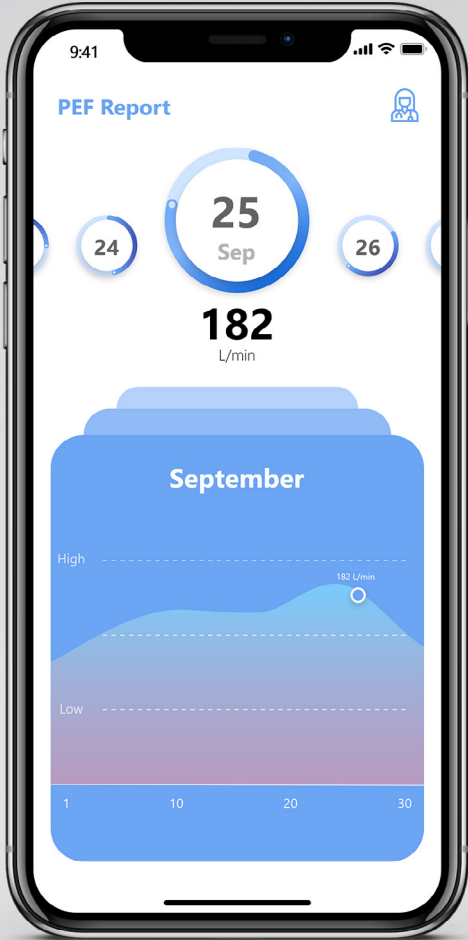 9:41
PEF Report
24
25
Sep
26
182
L/min
September
High
182 L/min
Low
1 10 20 30